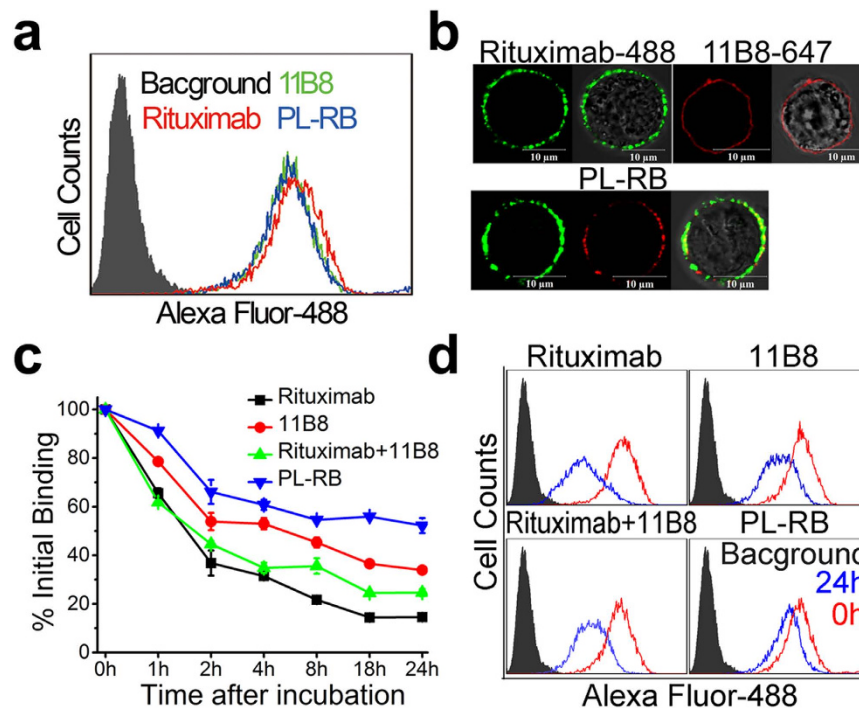 a
Bacground 11B8
Rituximab PL-RB
Cell Counts
Alexa Fluor-488
b
Rituximab-488 11B8-647
10 μm 10 μm 10 μm 10 μm
PL-RB
10 μm 10 μm 10 μm
c
Rituximab
11B8
Rituximab+11B8
PL-RB
% Initial Binding
100
80
60
40
20
0
0h 1h 2h 4h 8h 18h 24h
Time after incubation
d
Rituximab 11B8
Rituximab+11B8 PL-RB
Bacground
24h
0h
Cell Counts
Alexa Fluor-488